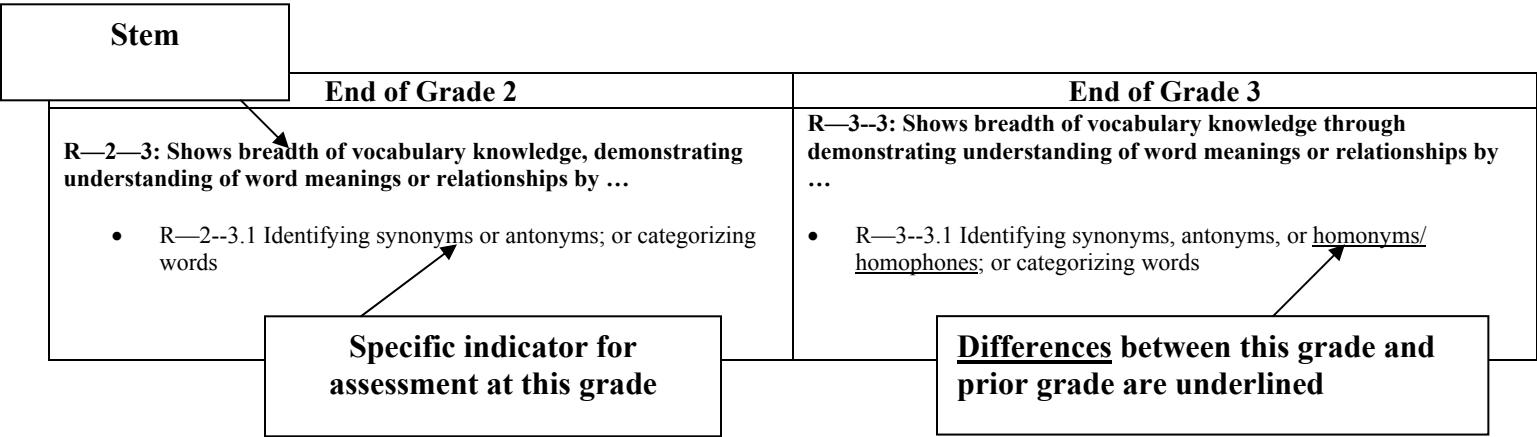 Stem
End of Grade 2
R—2—3: Shows breadth of vocabulary knowledge, demonstrating
understanding of word meanings or relationships by …
• R—2--3.1 Identifying synonyms or antonyms; or categorizing
words
Specific indicator for
assessment at this grade
End of Grade 3
R—3--3: Shows breadth of vocabulary knowledge through
demonstrating understanding of word meanings or relationships by
…
• R—3--3.1 Identifying synonyms, antonyms, or homonyms/
homophones; or categorizing words
Differences between this grade and
prior grade are underlined